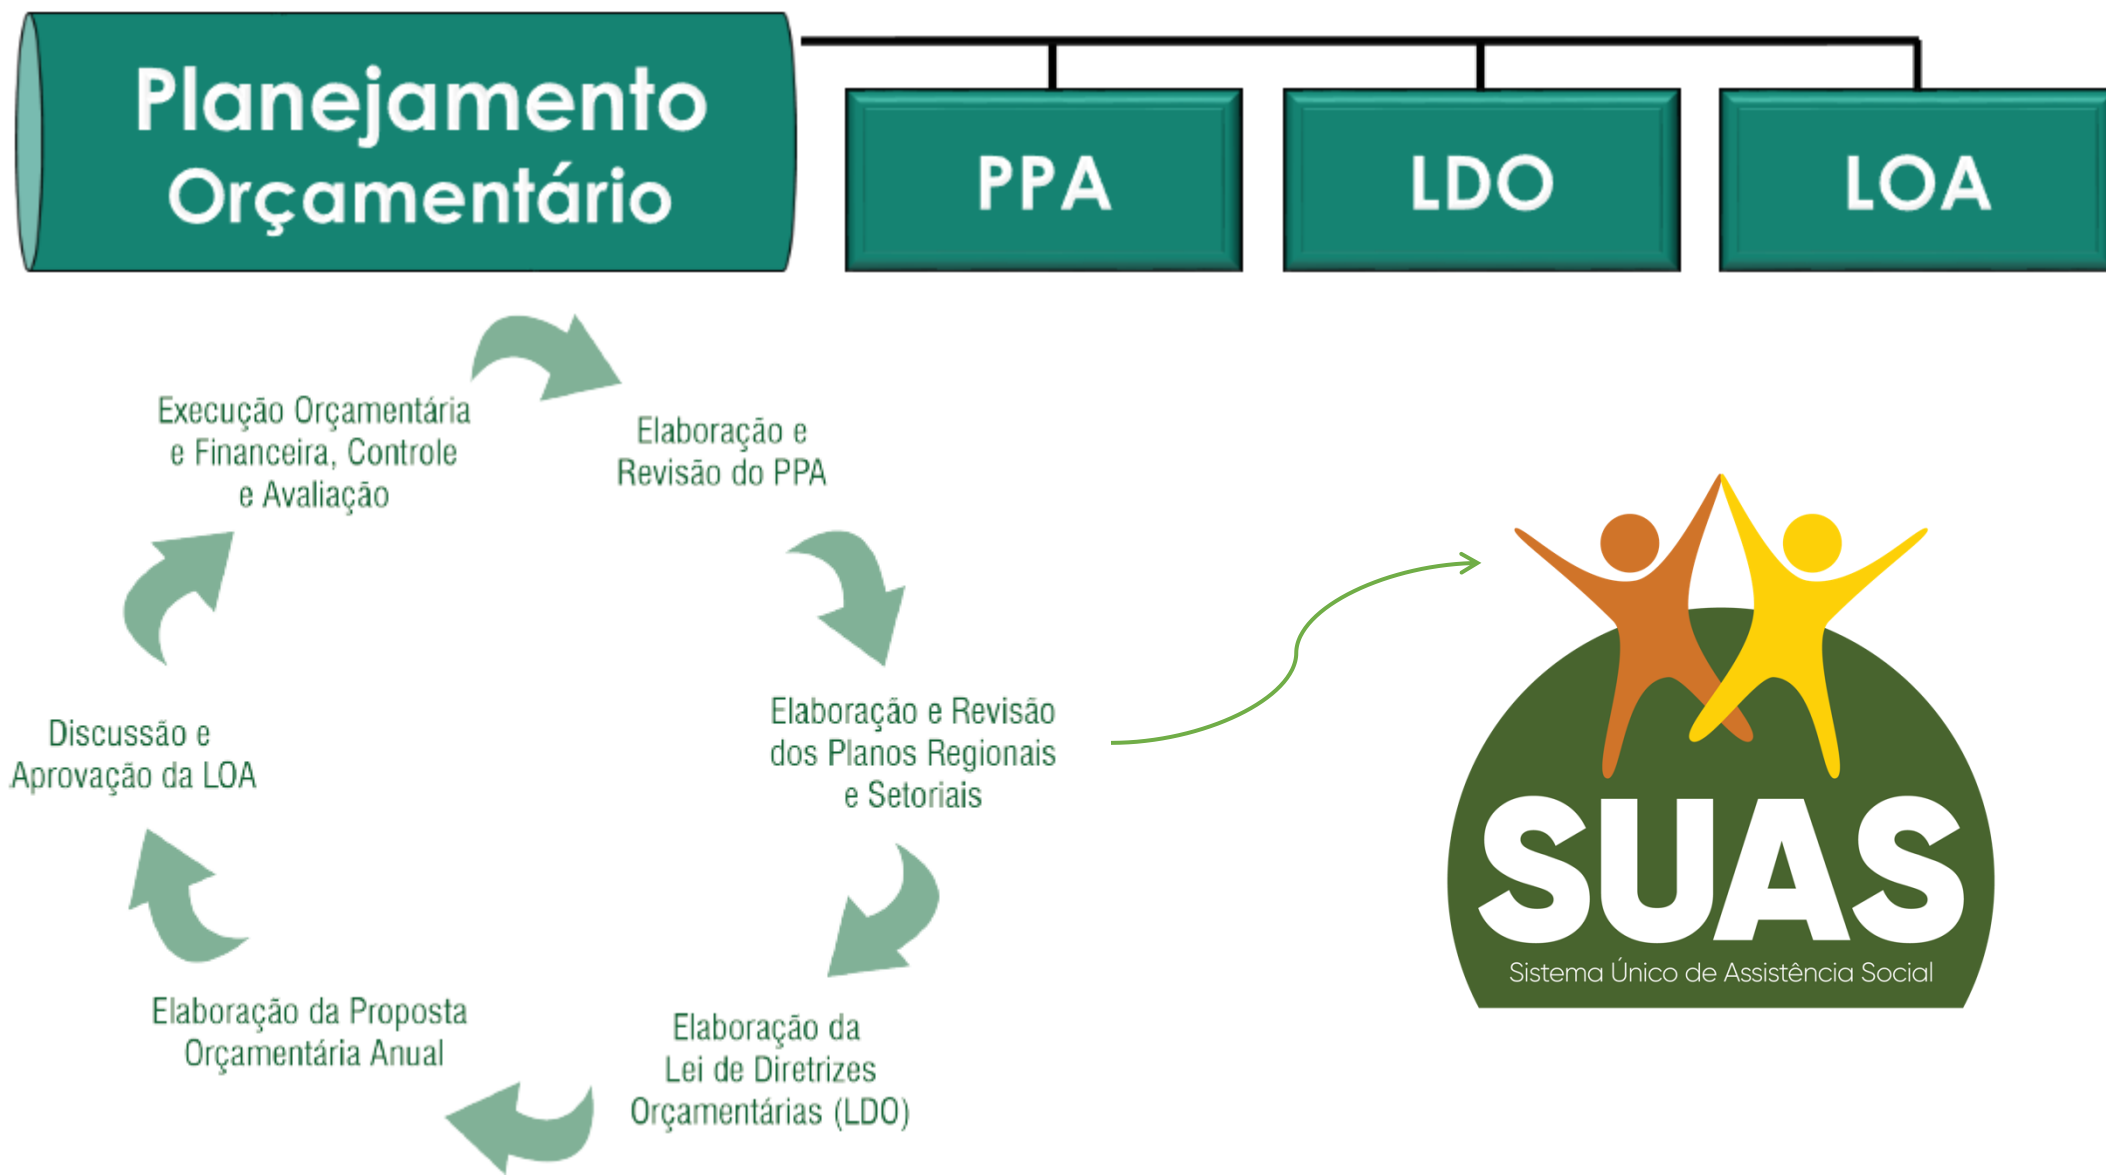 Planejamento
Orçamentário
PPA
LDO
LOA
Execução Orçamentária
e Financeira, Controle
e Avaliação
Elaboração e
Revisão do PPA
Elaboração e Revisão
dos Planos Regionais
e Setoriais
Elaboração da
Lei de Diretrizes
Orçamentárias (LDO)
Elaboração da Proposta
Orçamentária Anual
Discussão e
Aprovação da LOA
SUAS
Sistema Único de Assistência Social